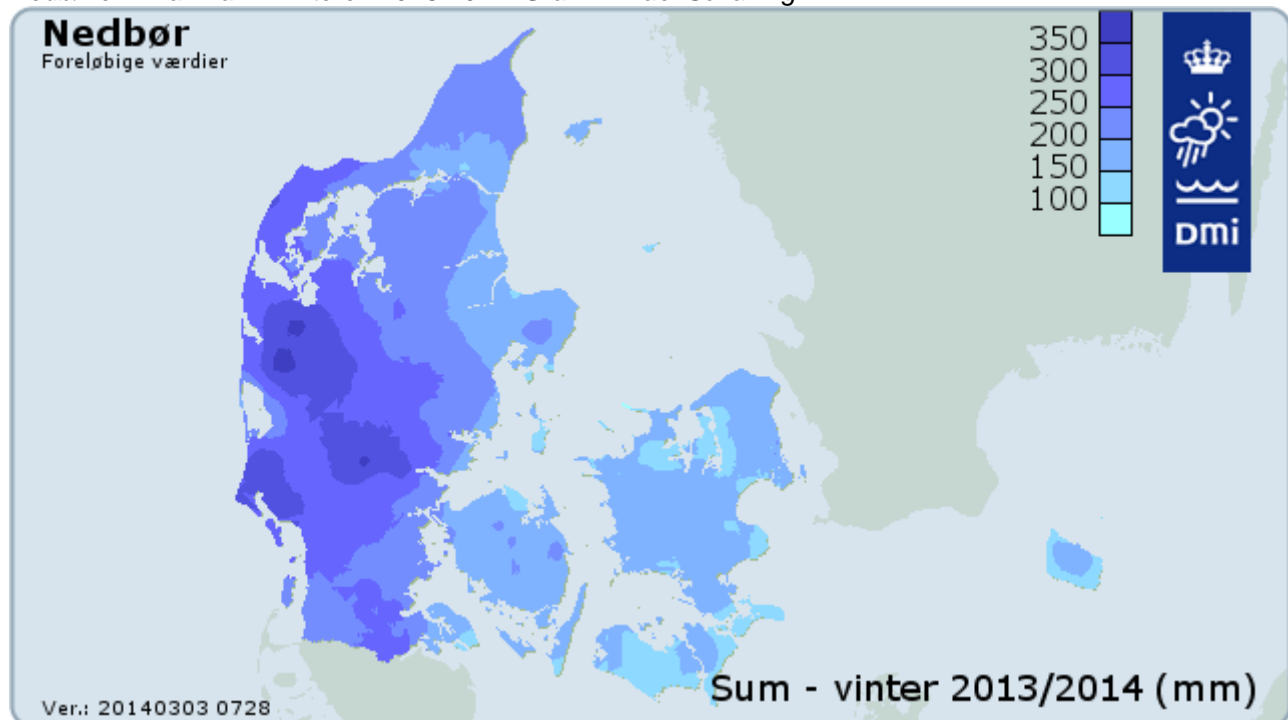 Nedbør
Foreløbige værdier
350
300
250
200
150
100
DMI
Sum - vinter 2013/2014 (mm)
Ver.: 20140303 0728